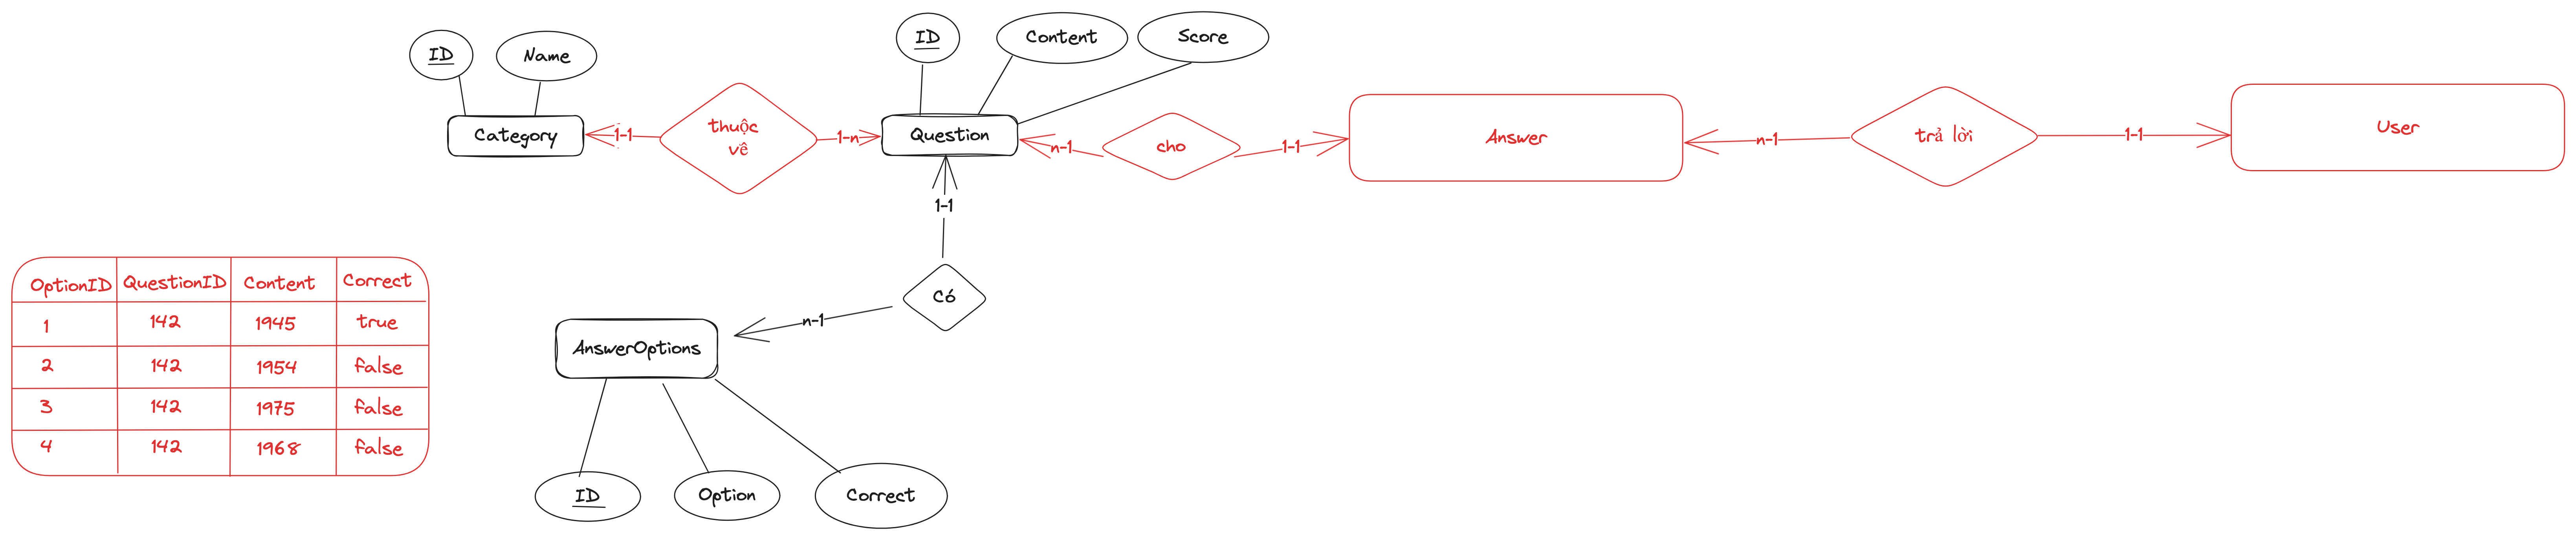 ID
Name
ID
Content
Score
Category
1-1
thuộc
về
1-n
Question
n-1
cho
1-1
Answer
n-1
trả lời
1-1
User
1-1
Có
n-1
AnswerOptions
ID
Option
Correct
OptionID QuestionID Content Correct
1 142 1945 true
2 142 1954 false
3 142 1975 false
4 142 1968 false